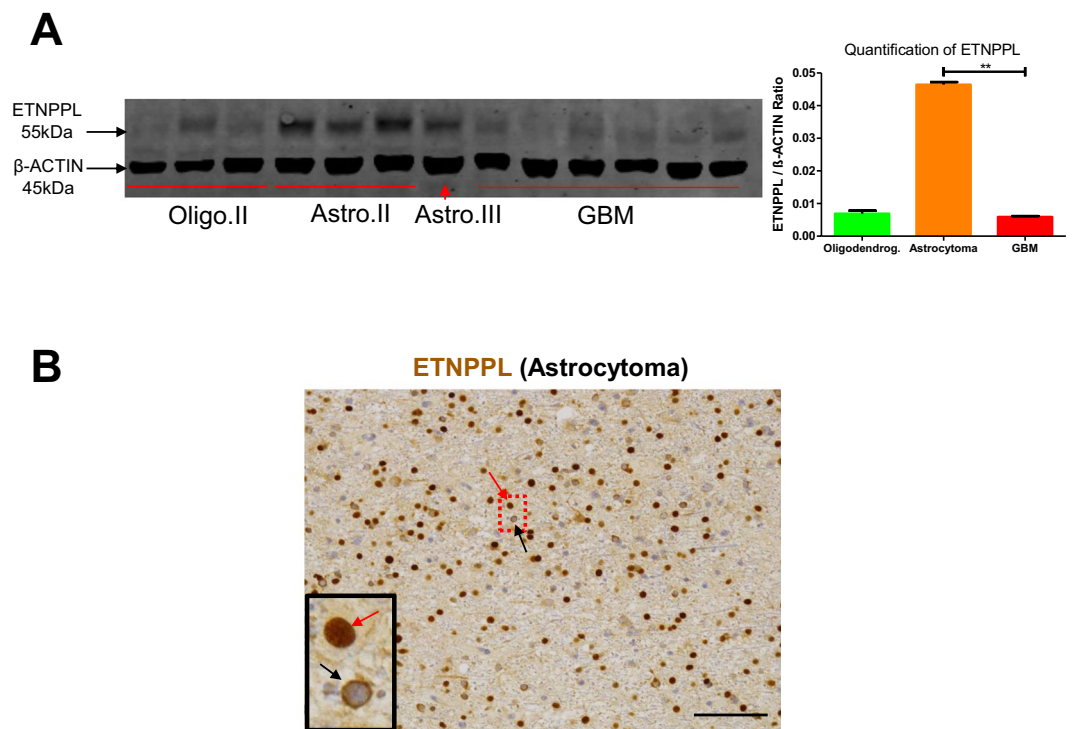 A
ETNPPL
55kDa
β-ACTIN
45kDa
Oligo.II
Astro.II
Astro.III
GBM
Quantification of ETNPPL
**
ETNPPL / ß-ACTIN Ratio
0.05
0.04
0.03
0.02
0.01
0.00
Oligodendrog.
Astrocytoma
GBM
B
ETNPPL (Astrocytoma)